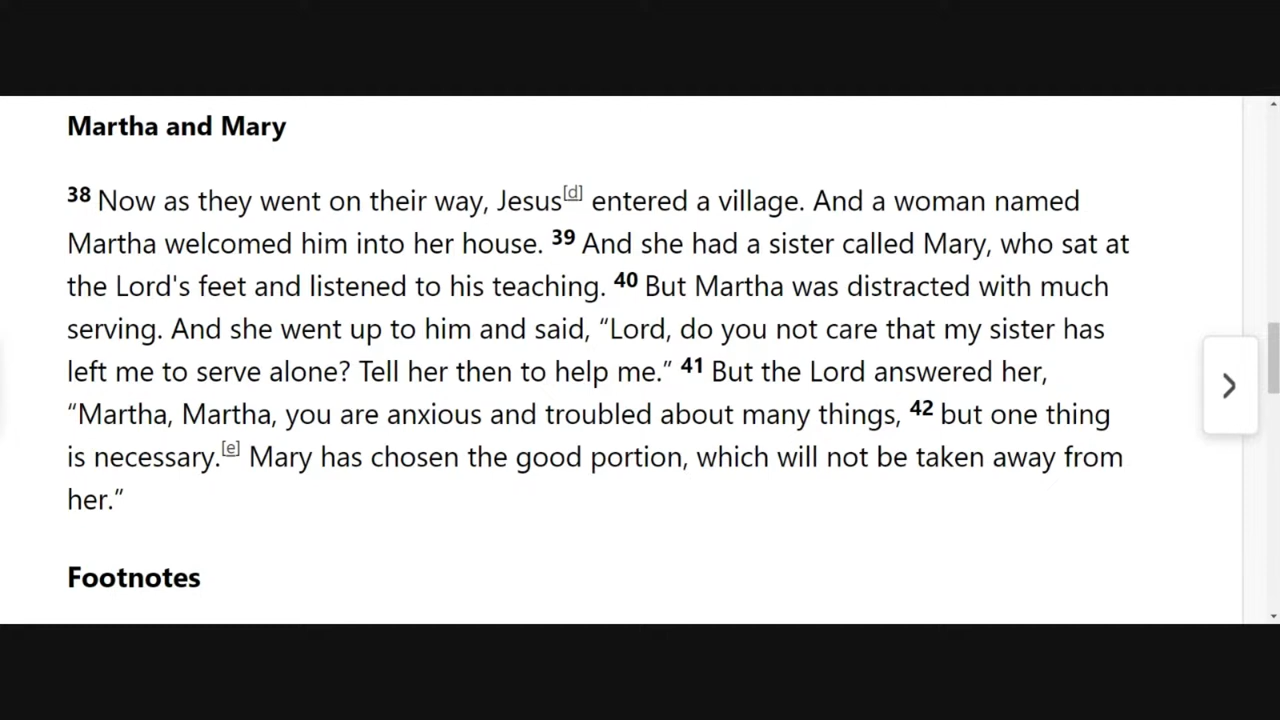 Martha and Mary
38 Now as they went on their way, Jesus[d] entered a village. And a woman named
Martha welcomed him into her house. 39 And she had a sister called Mary, who sat at
the Lord's feet and listened to his teaching. 40 But Martha was distracted with much
serving. And she went up to him and said, “Lord, do you not care that my sister has
left me to serve alone? Tell her then to help me.” 41 But the Lord answered her,
“Martha, Martha, you are anxious and troubled about many things, 42 but one thing
is necessary.[e] Mary has chosen the good portion, which will not be taken away from
her.”
Footnotes